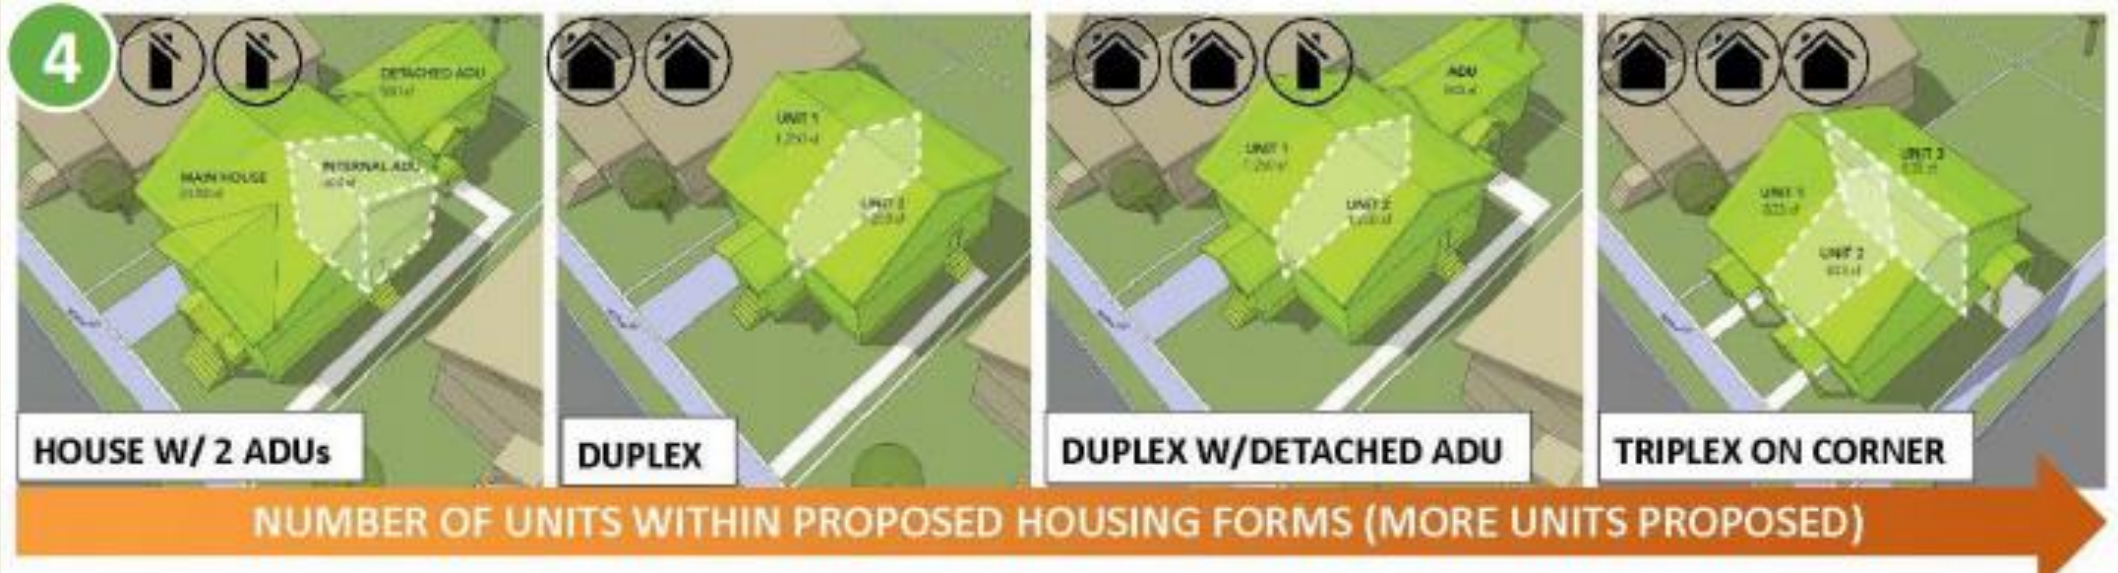 4
DETACHED ADU
MAIN HOUSE
INTERNAL ADU
HOUSE W/ 2 ADUs
UNIT 1
UNIT 2
DUPLEX
ADU
UNIT 1
UNIT 2
DUPLEX W/DETACHED ADU
UNIT 3
UNIT 1
UNIT 2
TRIPLEX ON CORNER
NUMBER OF UNITS WITHIN PROPOSED HOUSING FORMS (MORE UNITS PROPOSED)